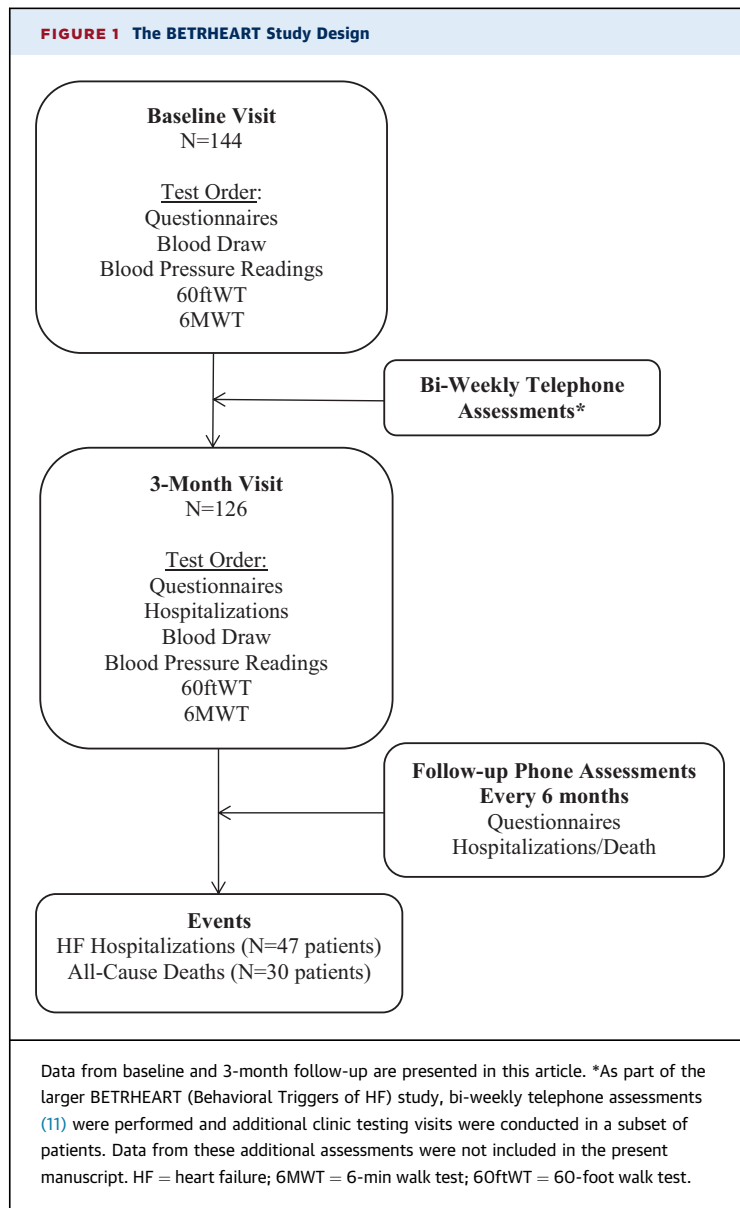 FIGURE 1 The BETRHEART Study Design
Baseline Visit
N=144
Test Order:
Questionnaires
Blood Draw
Blood Pressure Readings
60ftWT
6MWT
Bi-Weekly Telephone
Assessments*
3-Month Visit
N=126
Test Order:
Questionnaires
Hospitalizations
Blood Draw
Blood Pressure Readings
60ftWT
6MWT
Follow-up Phone Assessments
Every 6 months
Questionnaires
Hospitalizations/Death
Events
HF Hospitalizations (N=47 patients)
All-Cause Deaths (N=30 patients)
Data from baseline and 3-month follow-up are presented in this article. *As part of the
larger BETRHEART (Behavioral Triggers of HF) study, bi-weekly telephone assessments
(11) were performed and additional clinic testing visits were conducted in a subset of
patients. Data from these additional assessments were not included in the present
manuscript. HF = heart failure; 6MWT = 6-min walk test; 60ftWT = 60-foot walk test.